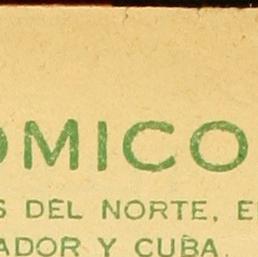 OMICO
S DEL NORTE, E
ADOR Y CUBA.